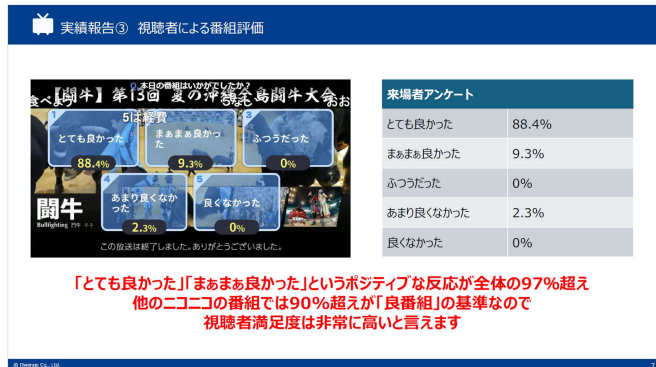 実績報告③ 視聴者による番組評価
Q.本日の番組はいかがでしたか?
【闘牛】第13回 夏の沖縄全島闘牛大会
食べよう
おお
5は経費
1
とても良かった
88.4%
2
まぁまぁ良かった
9.3%
3
ふつうだった
0%
4
あまり良くなかった
2.3%
5
良くなかった
0%
闘牛
Bullfighting
この放送は終了しました。ありがとうございました。
来場者アンケート
とても良かった 88.4%
まぁまぁ良かった 9.3%
ふつうだった 0%
あまり良くなかった 2.3%
良くなかった 0%
「とても良かった」「まぁまぁ良かった」というポジティブな反応が全体の97%超え
他のニコニコの番組では90%超えが「良番組」の基準なので
視聴者満足度は非常に高いと言えます
© Dwango Co., Ltd.
7